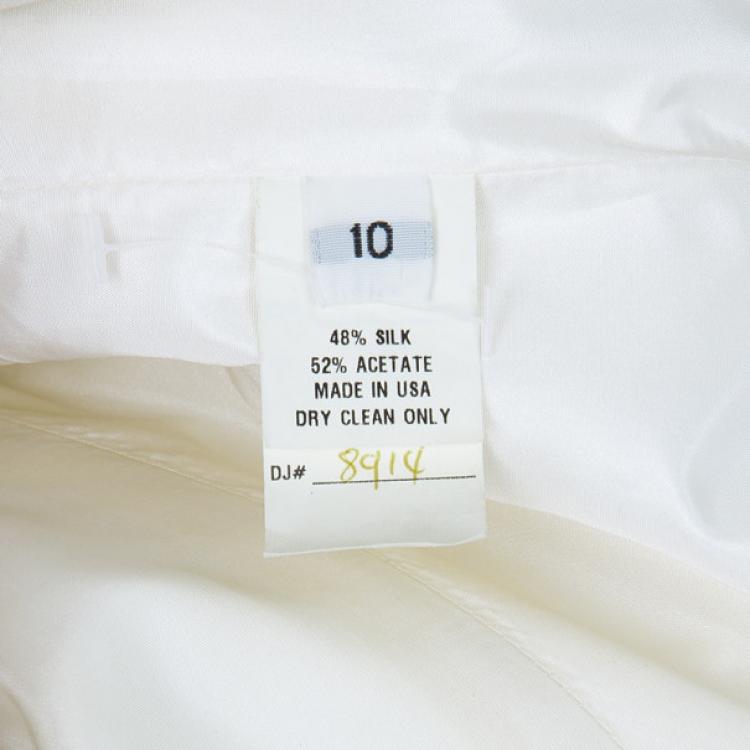 10
48% SILK
52% ACETATE
MADE IN USA
DRY CLEAN ONLY
DJ# 8914